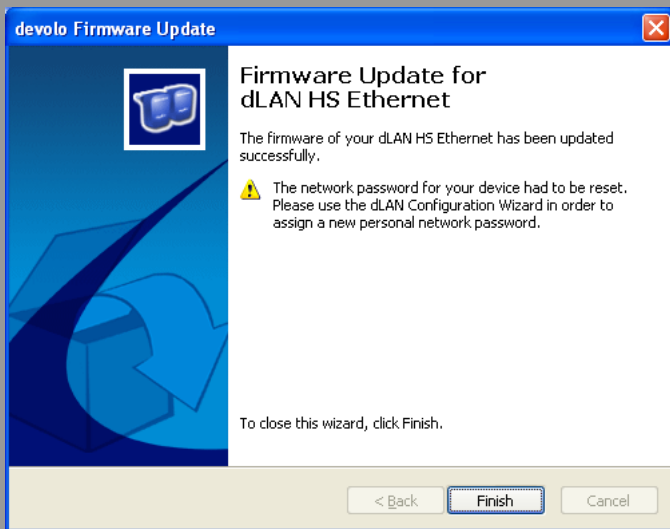 devolo Firmware Update
Firmware Update for
dLAN HS Ethernet
The firmware of your dLAN HS Ethernet has been updated
successfully.
The network password for your device had to be reset.
Please use the dLAN Configuration Wizard in order to
assign a new personal network password.
To close this wizard, click Finish.
< Back
Finish
Cancel